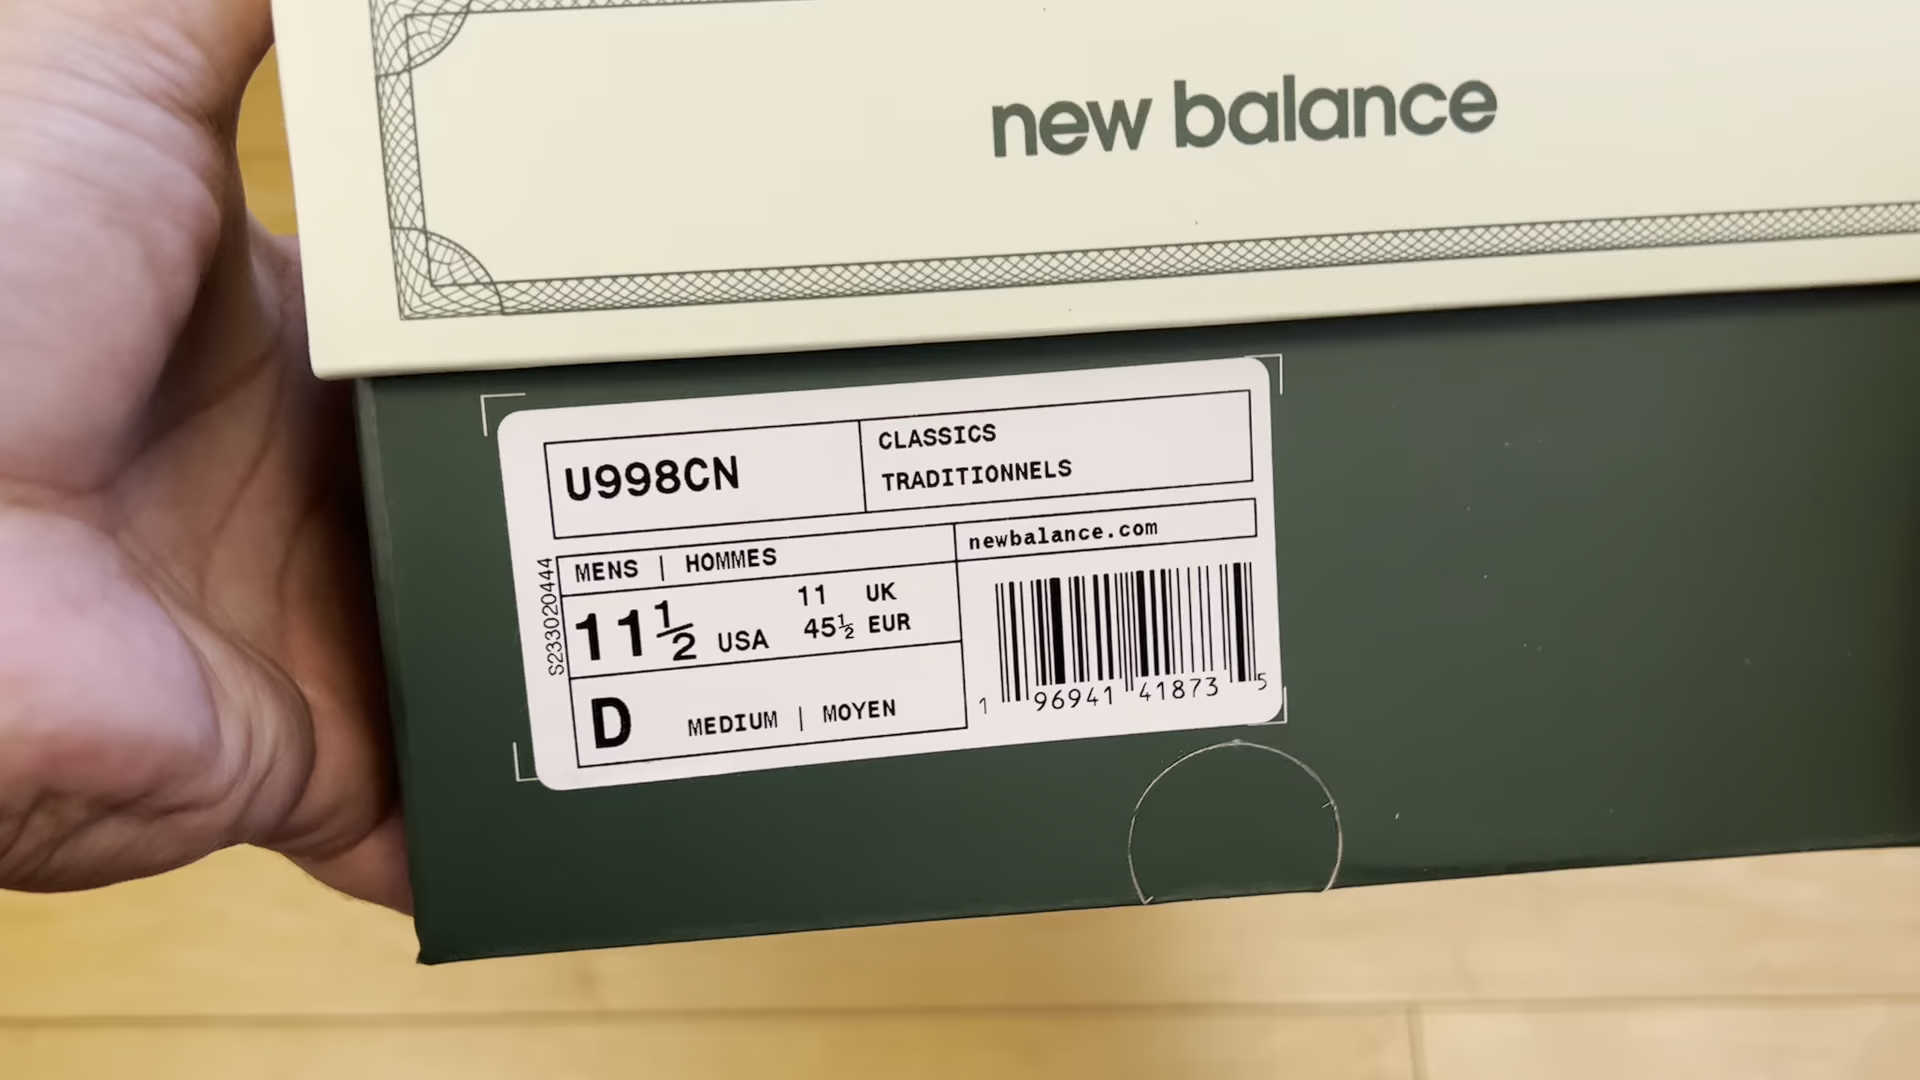 new balance
U998CN
CLASSICS
TRADITIONNELS
newbalance.com
MENS | HOMMES
11½ USA
11 UK
45½ EUR
D MEDIUM | MOYEN
S233020444
1 96941 41873 5